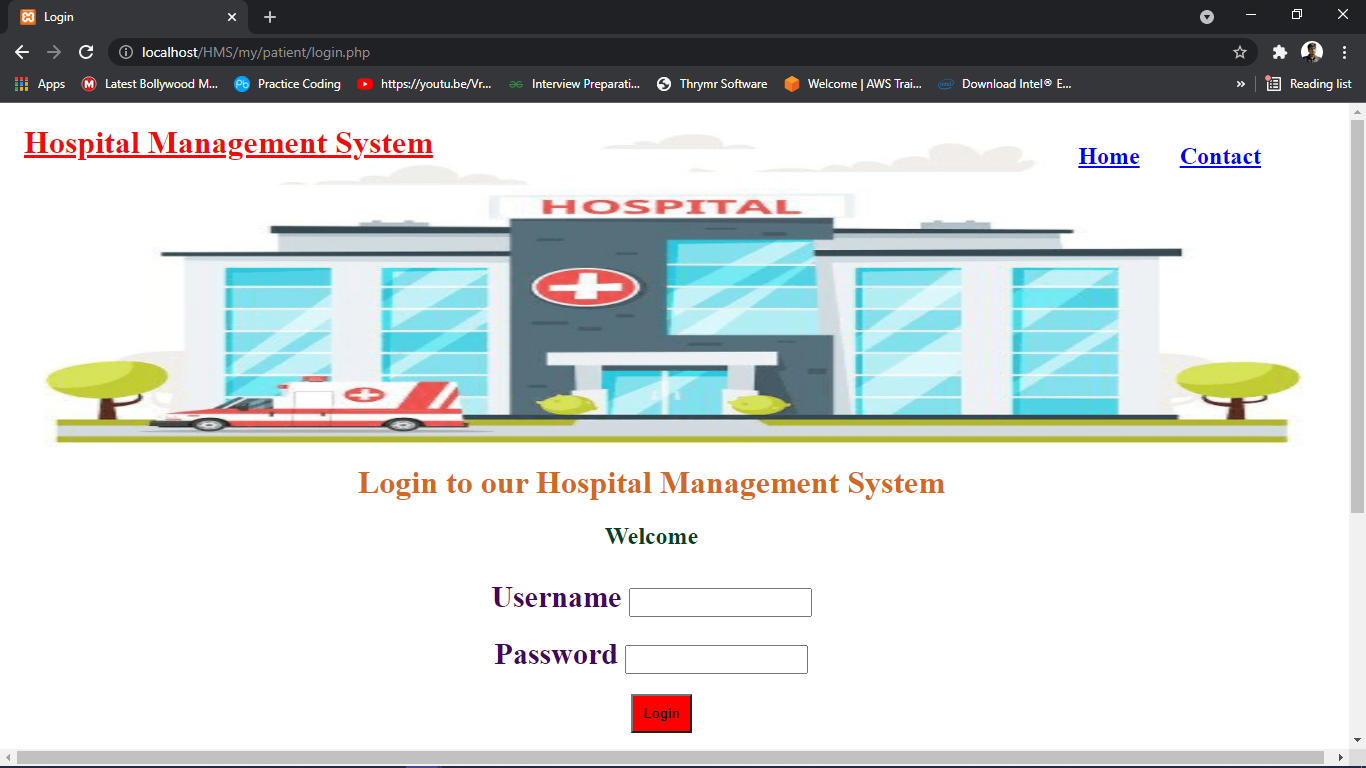 Login
localhost/HMS/my/patient/login.php
Apps Latest Bollywood M... Practice Coding https://youtu.be/Vr... Interview Preparati... Thrymr Software Welcome | AWS Trai... Download Intel® E... » Reading list
Hospital Management System
Home Contact
HOSPITAL
Login to our Hospital Management System
Welcome
Username
Password
Login